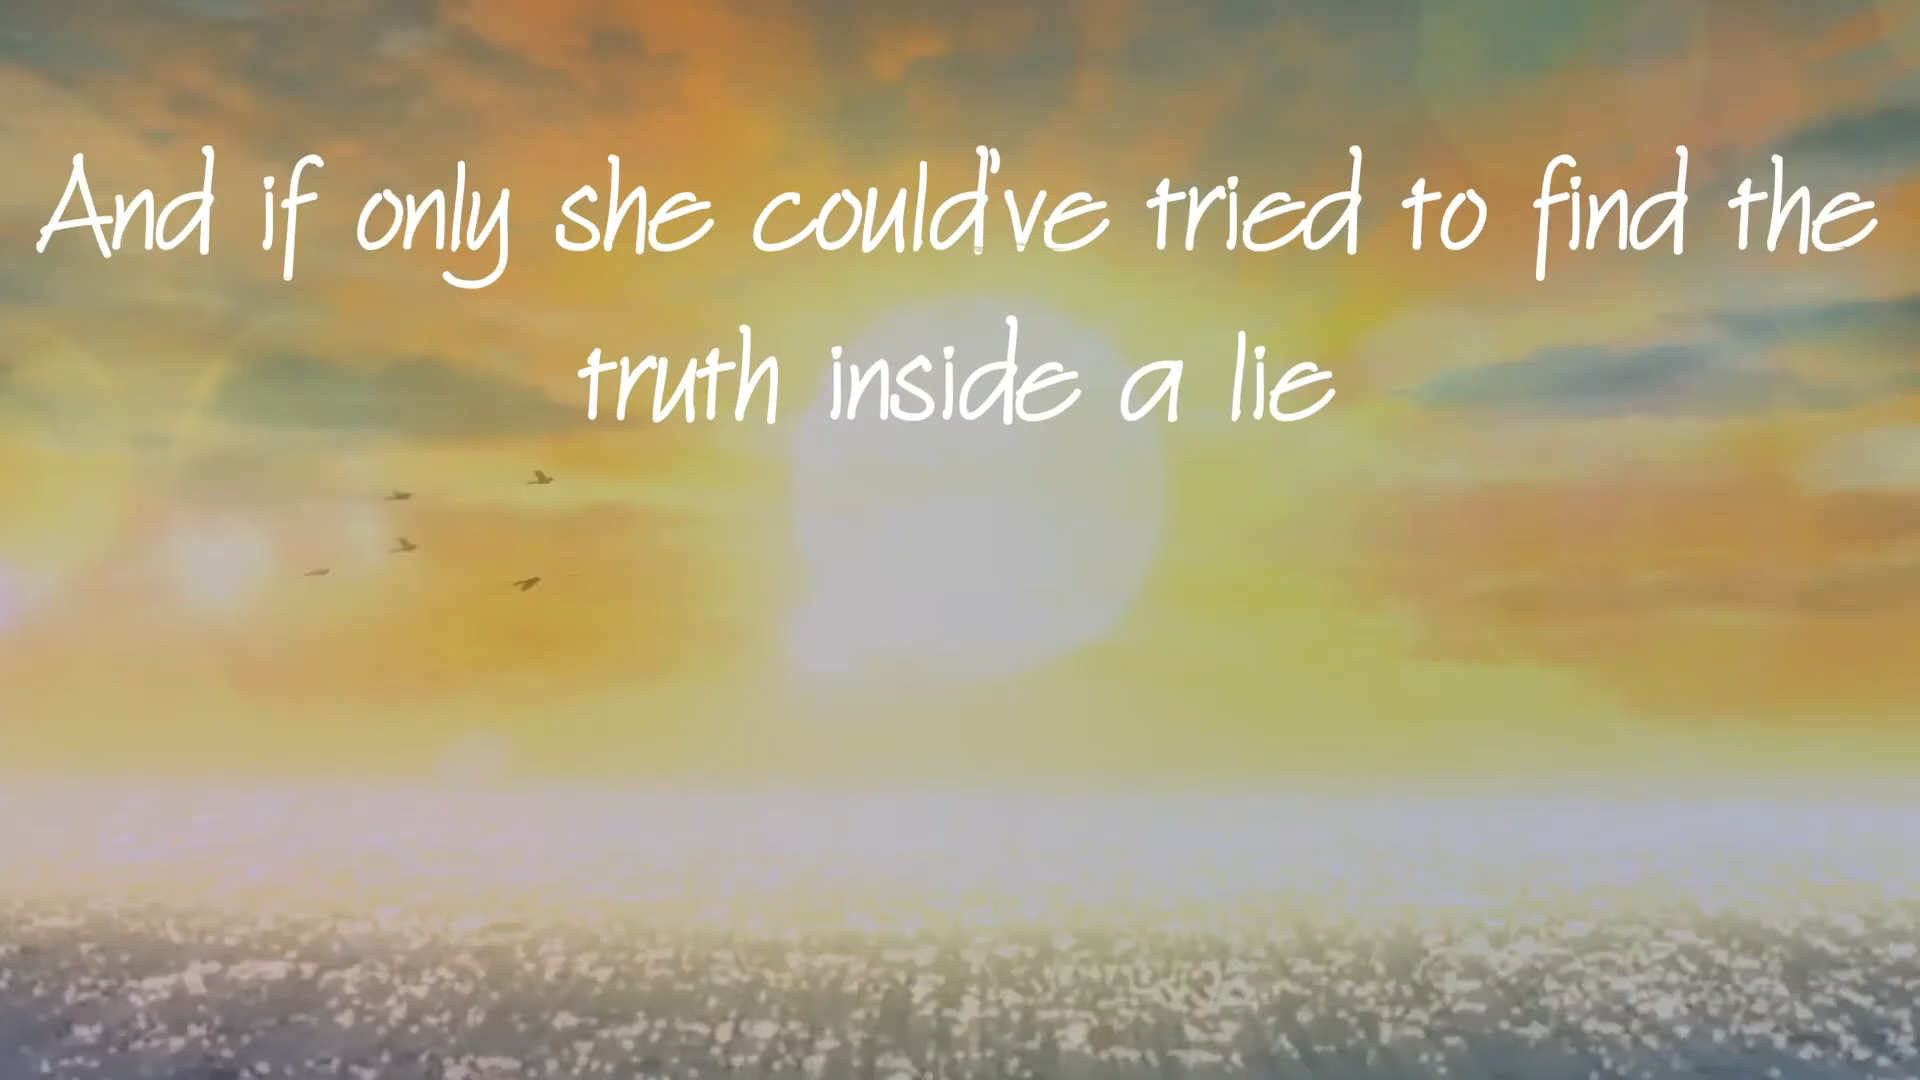 And if only she could've tried to find the
truth inside a lie